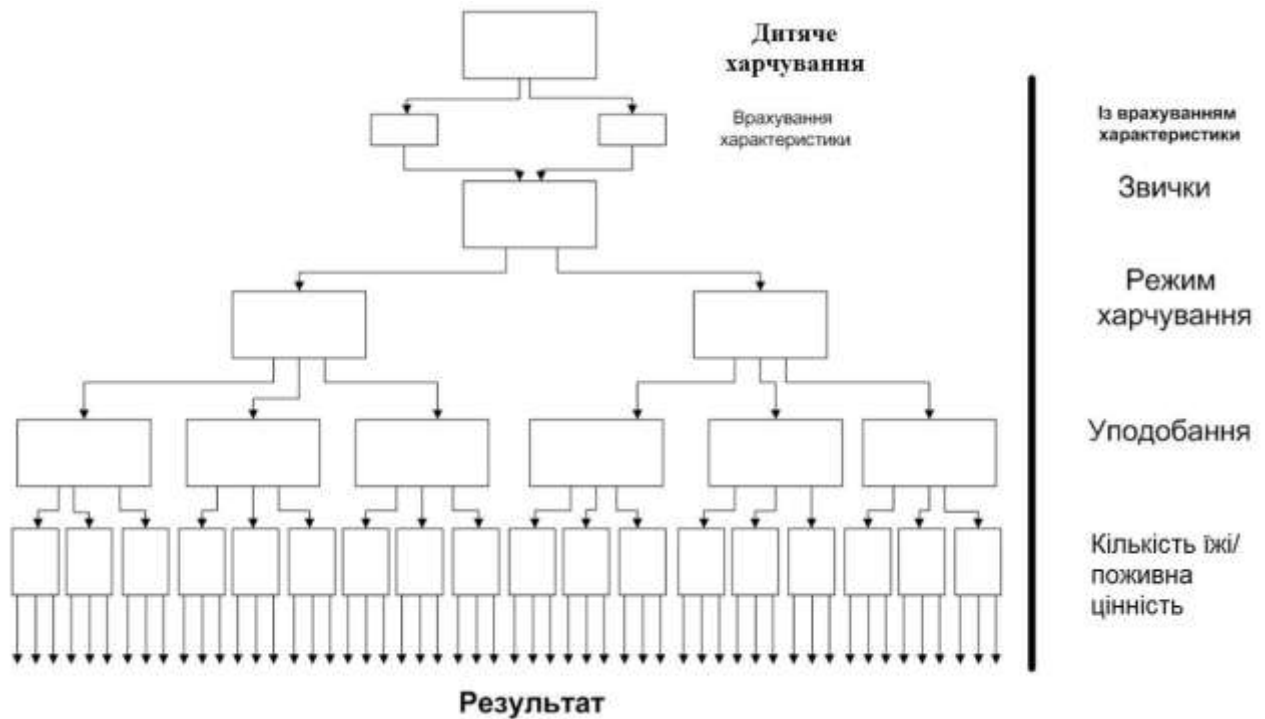 Дитяче
харчування
Врахування
характеристики
Із врахуванням
характеристики
Звички
Режим
харчування
Уподобання
Кількість їжі/
поживна
цінність
Результат